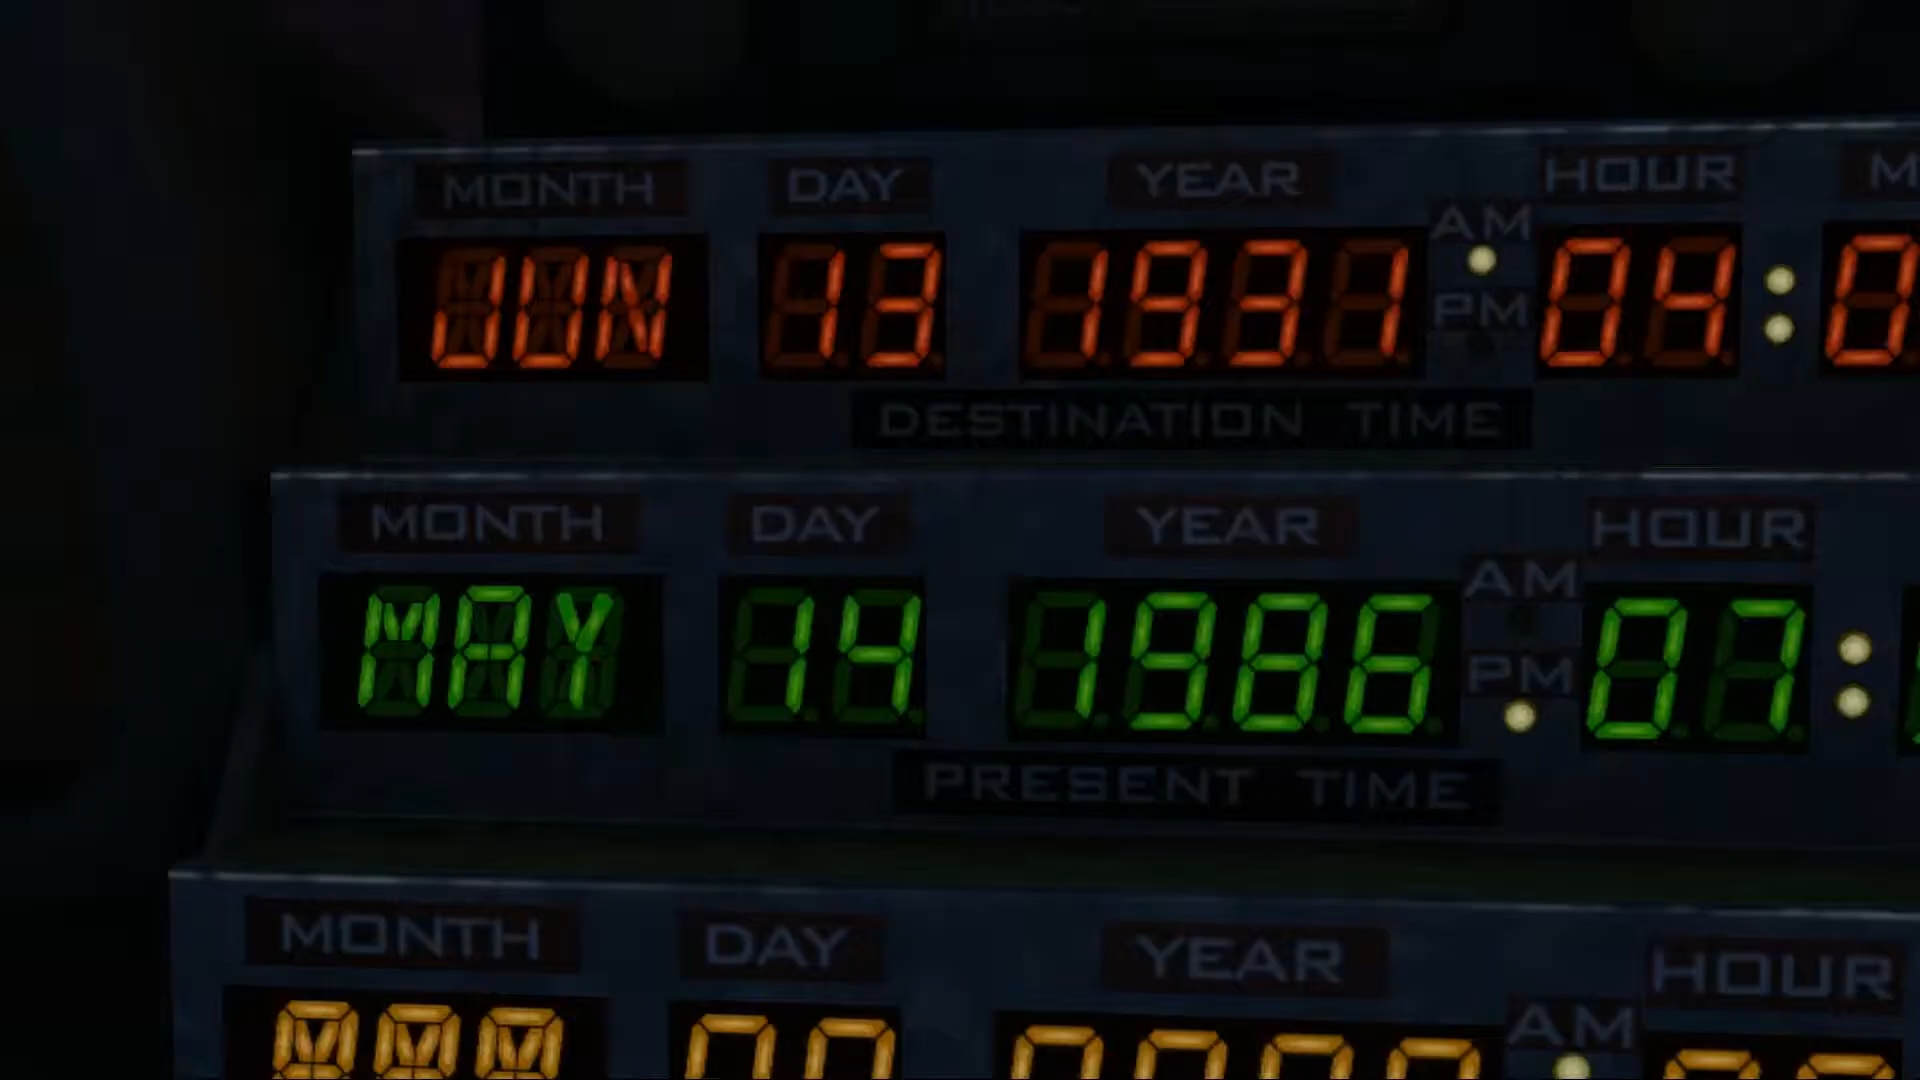 MONTH DAY YEAR HOUR M
JUN 13 1931 AM PM 04 : 0
DESTINATION TIME
MONTH DAY YEAR HOUR
MAY 14 1986 AM PM 07 :
PRESENT TIME
MONTH DAY YEAR HOUR
AM